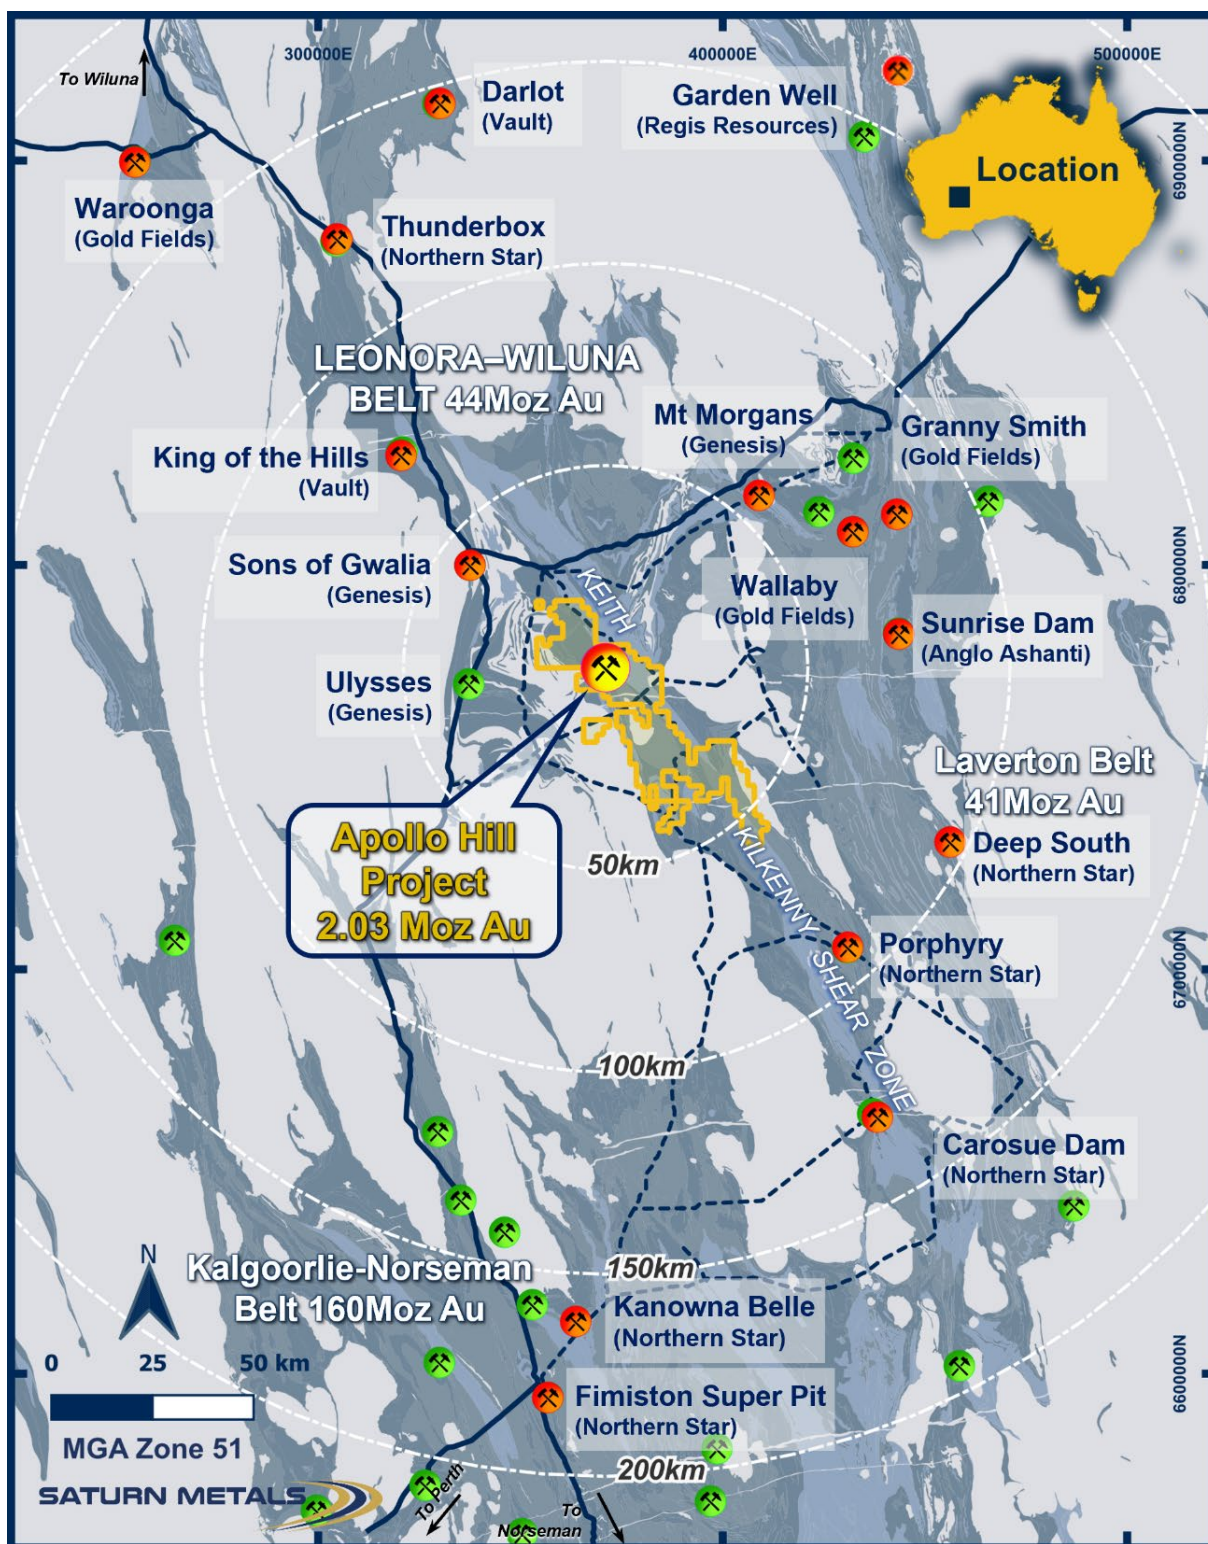 300000E
400000E
500000E
To Wiluna
Darlot
(Vault)
Garden Well
(Regis Resources)
Location
6900000N
Waroonga
(Gold Fields)
Thunderbox
(Northern Star)
LEONORA–WILUNA
BELT 44Moz Au
Mt Morgans
(Genesis)
Granny Smith
(Gold Fields)
King of the Hills
(Vault)
Sons of Gwalia
(Genesis)
KEITH
Wallaby
(Gold Fields)
6800000N
Sunrise Dam
(Anglo Ashanti)
Ulysses
(Genesis)
Laverton Belt
41Moz Au
Apollo Hill
Project
2.03 Moz Au
50km
KILKENNY SHEAR ZONE
Deep South
(Northern Star)
Porphyry
(Northern Star)
6700000N
100km
Carosue Dam
(Northern Star)
Kalgoorlie-Norseman
Belt 160Moz Au
150km
Kanowna Belle
(Northern Star)
N
0 25 50 km
MGA Zone 51
Fimiston Super Pit
(Northern Star)
6600000N
200km
SATURN METALS
To Perth
To
Norseman